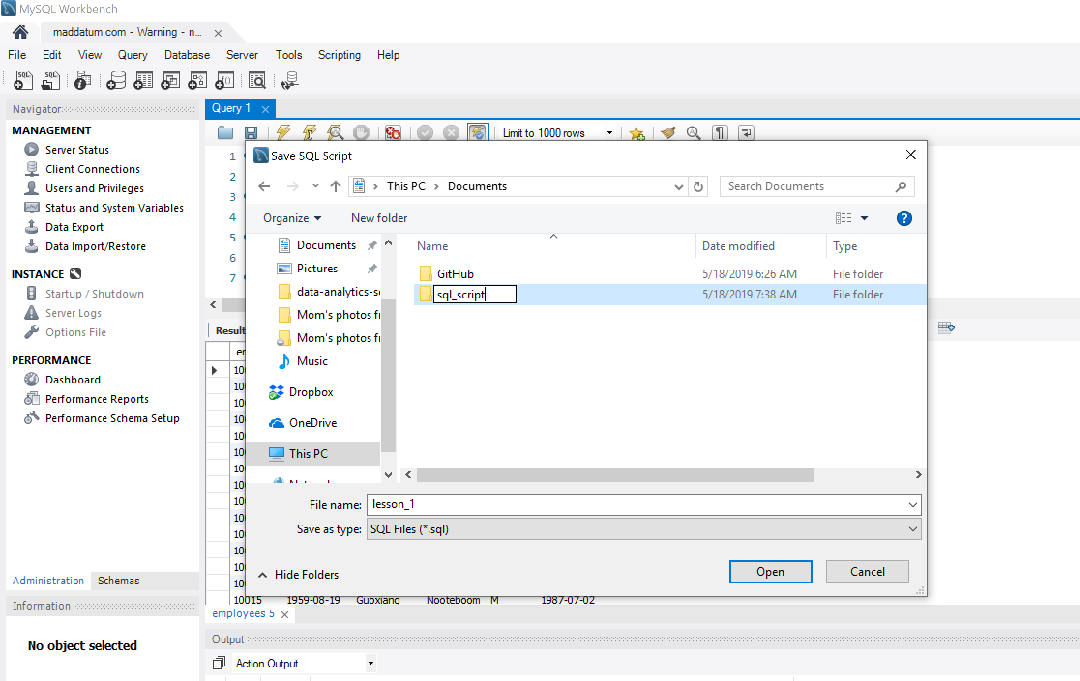 MySQL Workbench
maddatum.com - Warning - n...
File Edit View Query Database Server Tools Scripting Help
Navigator
MANAGEMENT
Server Status
Client Connections
Users and Privileges
Status and System Variables
Data Export
Data Import/Restore
INSTANCE
Startup / Shutdown
Server Logs
Options File
PERFORMANCE
Dashboard
Performance Reports
Performance Schema Setup
Administration Schemas
Information
No object selected
Query 1
Limit to 1000 rows
1
2
3
4
5
6
7
Save SQL Script
This PC > Documents
Search Documents
Organize New folder
Documents
Pictures
data-analytics-s
Mom's photos fr
Mom's photos fr
Music
Dropbox
OneDrive
This PC
Name Date modified Type
GitHub 5/18/2019 6:26 AM File folder
sql_script 5/18/2019 7:38 AM File folder
File name: lesson_1
Save as type: SQL Files (*.sql)
Hide Folders
Open Cancel
Result
10015 1959-08-19 Guoxiang Nooteboom M 1987-07-02
employees 5
Output
Action Output